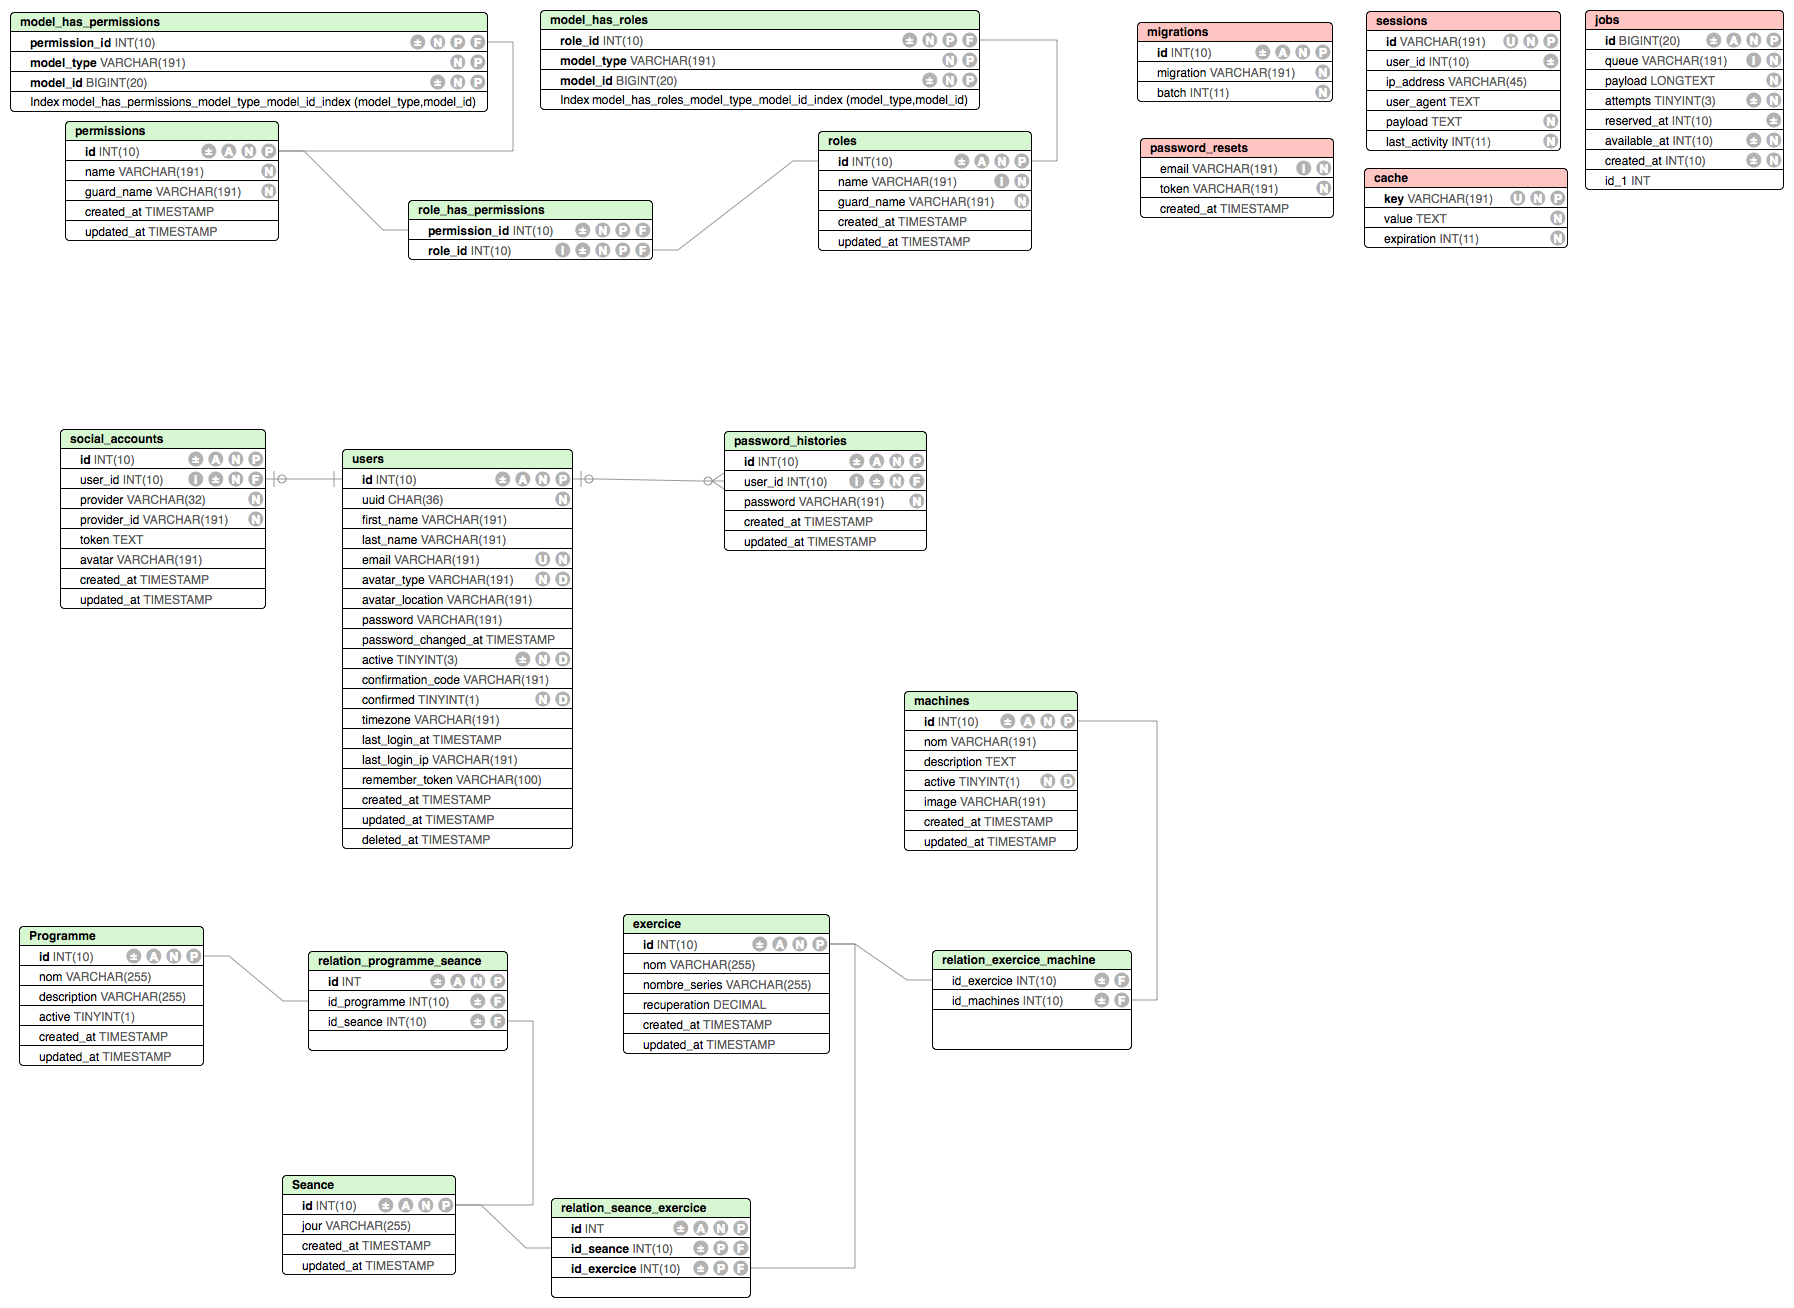 model_has_permissions
permission_id INT(10) ± N P F
model_type VARCHAR(191) N P
model_id BIGINT(20) ± N P
Index model_has_permissions_model_type_model_id_index (model_type,model_id)
model_has_roles
role_id INT(10) ± N P F
model_type VARCHAR(191) N P
model_id BIGINT(20) ± N P
Index model_has_roles_model_type_model_id_index (model_type,model_id)
migrations
id INT(10) ± A N P
migration VARCHAR(191) N
batch INT(11) N
sessions
id VARCHAR(191) U N P
user_id INT(10) ±
ip_address VARCHAR(45)
user_agent TEXT
payload TEXT N
last_activity INT(11) N
jobs
id BIGINT(20) ± A N P
queue VARCHAR(191) i N
payload LONGTEXT N
attempts TINYINT(3) ± N
reserved_at INT(10) ±
available_at INT(10) ± N
created_at INT(10) ± N
id_1 INT
permissions
id INT(10) ± A N P
name VARCHAR(191) N
guard_name VARCHAR(191) N
created_at TIMESTAMP
updated_at TIMESTAMP
role_has_permissions
permission_id INT(10) ± N P F
role_id INT(10) i ± N P F
roles
id INT(10) ± A N P
name VARCHAR(191) i N
guard_name VARCHAR(191) N
created_at TIMESTAMP
updated_at TIMESTAMP
password_resets
email VARCHAR(191) i N
token VARCHAR(191) N
created_at TIMESTAMP
cache
key VARCHAR(191) U N P
value TEXT N
expiration INT(11) N
social_accounts
id INT(10) ± A N P
user_id INT(10) i ± N F
provider VARCHAR(32) N
provider_id VARCHAR(191) N
token TEXT
avatar VARCHAR(191)
created_at TIMESTAMP
updated_at TIMESTAMP
users
id INT(10) ± A N P
uuid CHAR(36) N
first_name VARCHAR(191)
last_name VARCHAR(191)
email VARCHAR(191) U N
avatar_type VARCHAR(191) N D
avatar_location VARCHAR(191)
password VARCHAR(191)
password_changed_at TIMESTAMP
active TINYINT(3) ± N D
confirmation_code VARCHAR(191)
confirmed TINYINT(1) N D
timezone VARCHAR(191)
last_login_at TIMESTAMP
last_login_ip VARCHAR(191)
remember_token VARCHAR(100)
created_at TIMESTAMP
updated_at TIMESTAMP
deleted_at TIMESTAMP
password_histories
id INT(10) ± A N P
user_id INT(10) i ± N F
password VARCHAR(191) N
created_at TIMESTAMP
updated_at TIMESTAMP
machines
id INT(10) ± A N P
nom VARCHAR(191)
description TEXT
active TINYINT(1) N D
image VARCHAR(191)
created_at TIMESTAMP
updated_at TIMESTAMP
Programme
id INT(10) ± A N P
nom VARCHAR(255)
description VARCHAR(255)
active TINYINT(1)
created_at TIMESTAMP
updated_at TIMESTAMP
relation_programme_seance
id INT ± A N P
id_programme INT(10) ± F
id_seance INT(10) ± F
exercice
id INT(10) ± A N P
nom VARCHAR(255)
nombre_series VARCHAR(255)
recuperation DECIMAL
created_at TIMESTAMP
updated_at TIMESTAMP
relation_exercice_machine
id_exercice INT(10) ± F
id_machines INT(10) ± F
Seance
id INT(10) ± A N P
jour VARCHAR(255)
created_at TIMESTAMP
updated_at TIMESTAMP
relation_seance_exercice
id INT ± A N P
id_seance INT(10) ± P F
id_exercice INT(10) ± P F